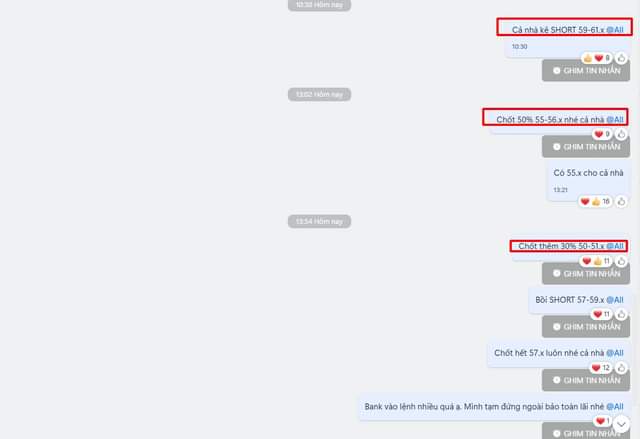 10:30 Hôm nay
Cả nhà kê SHORT 59-61.x @All
10:30
9
GHIM TIN NHẮN
13:02 Hôm nay
Chốt 50% 55-56.x nhé cả nhà @All
9
GHIM TIN NHẮN
Có 55.x cho cả nhà
13:21
16
13:54 Hôm nay
Chốt thêm 30% 50-51.x @All
11
GHIM TIN NHẮN
Bồi SHORT 57-59.x @All
11
GHIM TIN NHẮN
Chốt hết 57.x luôn nhé cả nhà @All
12
GHIM TIN NHẮN
Bank vào lệnh nhiều quá ạ. Mình tạm đứng ngoài bảo toàn lãi nhé @All
1
GHIM TIN NHẮN